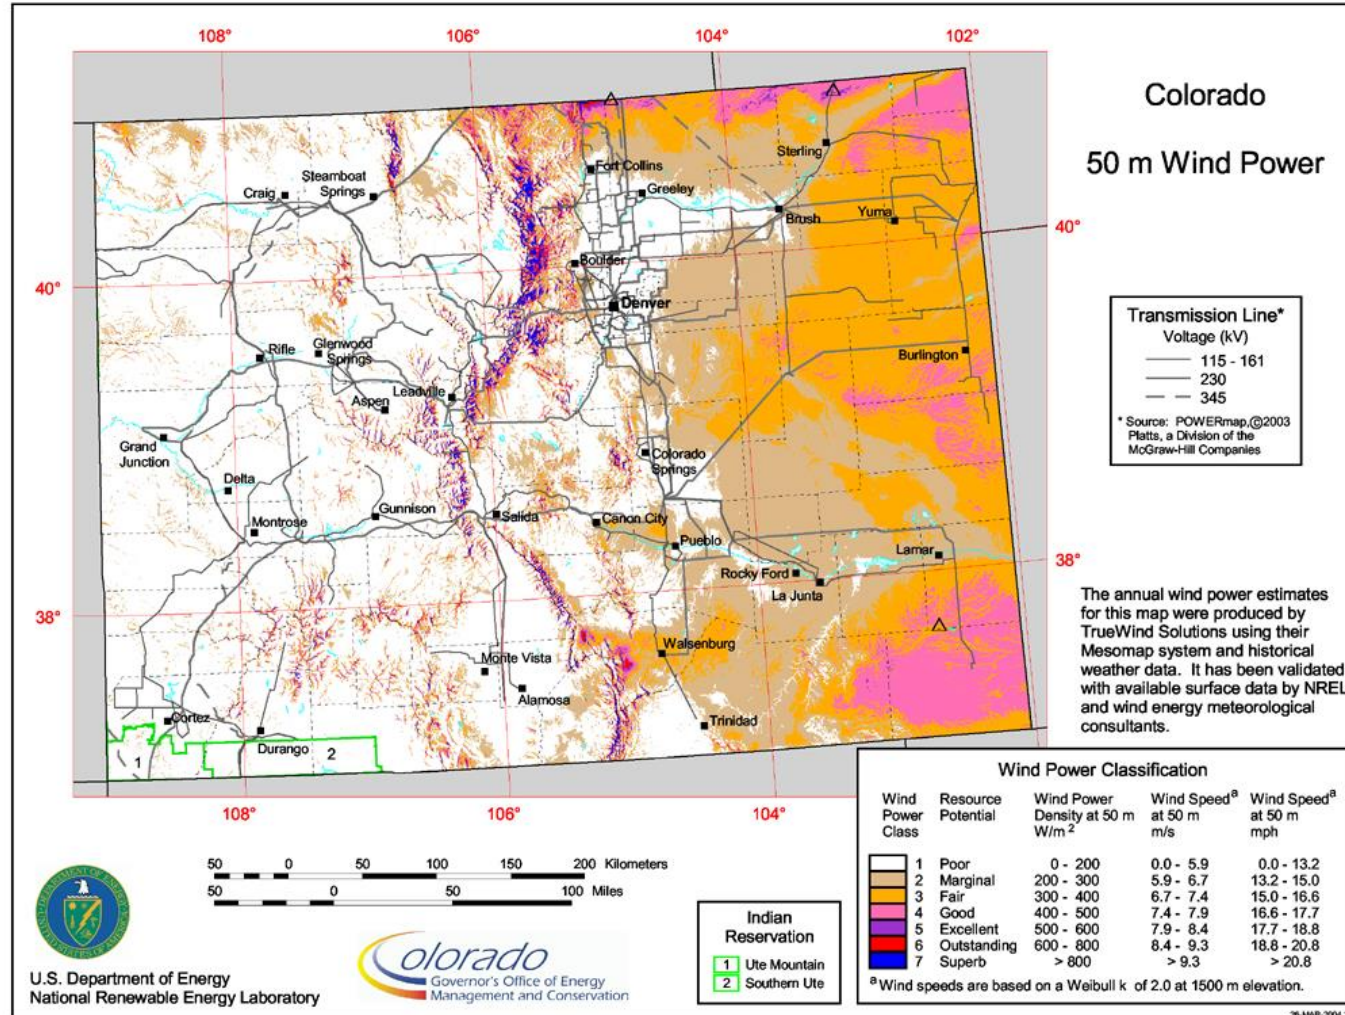 108°
106°
104°
102°
Colorado
50 m Wind Power
Sterling
Fort Collins
Steamboat
Springs
Craig
Greeley
Brush
Yuma
40°
Boulder
40°
Denver
Transmission Line*
Voltage (kV)
115 - 161
230
345
* Source: POWERmap,©2003
Platts, a Division of the
McGraw-Hill Companies
Rifle
Glenwood
Springs
Burlington
Leadville
Aspen
Grand
Junction
Colorado
Springs
Delta
Gunnison
Montrose
Salida
Canon City
Pueblo
Lamar
38°
Rocky Ford
La Junta
38°
The annual wind power estimates
for this map were produced by
TrueWind Solutions using their
Mesomap system and historical
weather data. It has been validated
with available surface data by NREL
and wind energy meteorological
consultants.
Walsenburg
Monte Vista
Alamosa
Cortez
Trinidad
Durango
1
2
108°
106°
104°
Wind Power Classification
Wind Power Class Resource Potential Wind Power Density at 50 m W/m 2 Wind Speed a at 50 m m/s Wind Speed a at 50 m mph
1 Poor 0 - 200 0.0 - 5.9 0.0 - 13.2
2 Marginal 200 - 300 5.9 - 6.7 13.2 - 15.0
3 Fair 300 - 400 6.7 - 7.4 15.0 - 16.6
4 Good 400 - 500 7.4 - 7.9 16.6 - 17.7
5 Excellent 500 - 600 7.9 - 8.4 17.7 - 18.8
6 Outstanding 600 - 800 8.4 - 9.3 18.8 - 20.8
7 Superb > 800 > 9.3 > 20.8
a Wind speeds are based on a Weibull k of 2.0 at 1500 m elevation.
50 0 50 100 150 200 Kilometers
50 0 50 100 Miles
Indian
Reservation
1 Ute Mountain
2 Southern Ute
U.S. Department of Energy
National Renewable Energy Laboratory
Colorado
Governor's Office of Energy
Management and Conservation